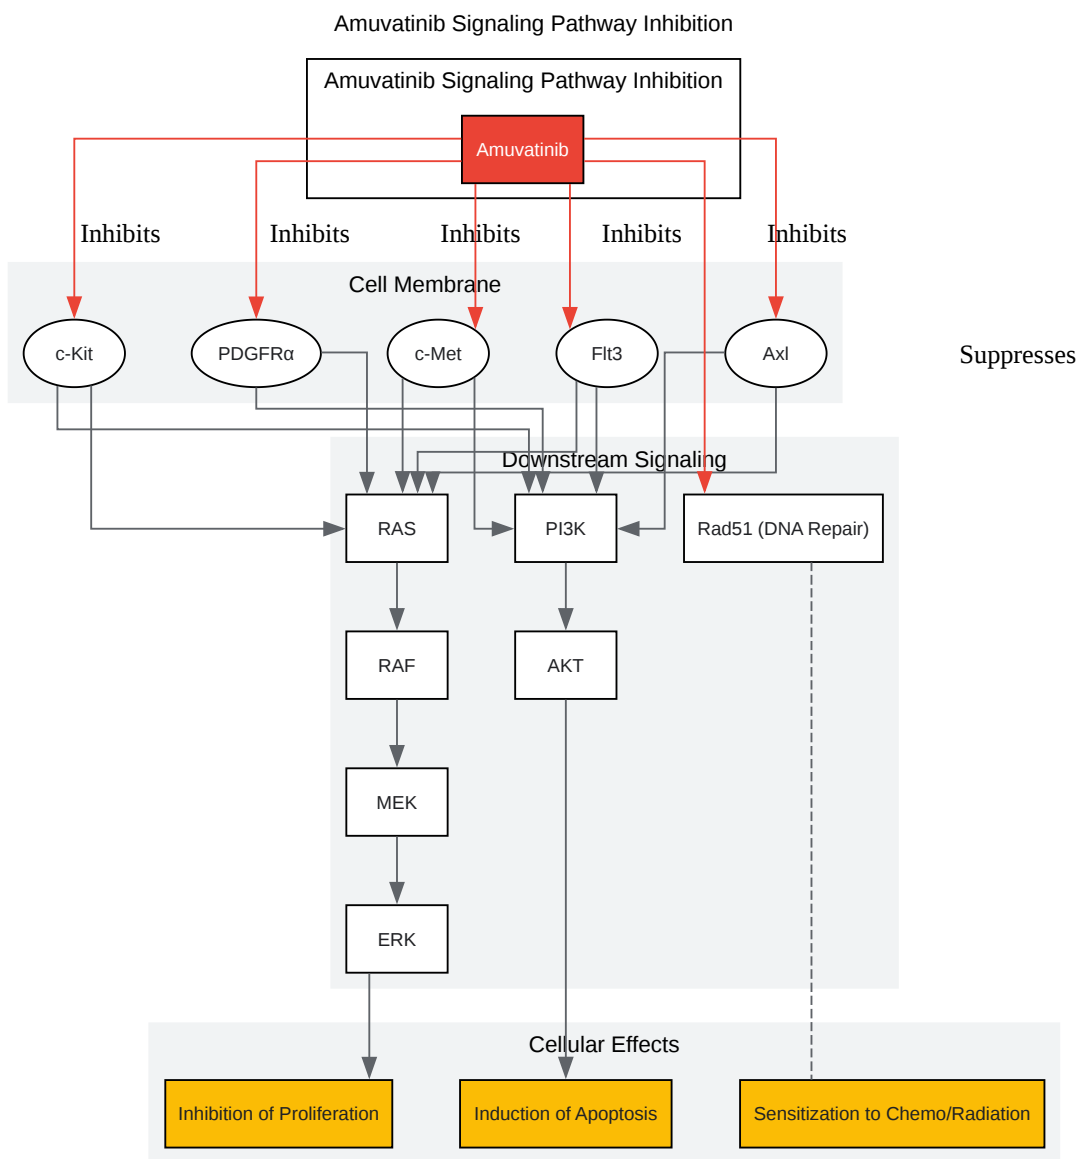 Amuvatinib Signaling Pathway Inhibition
Amuvatinib Signaling Pathway Inhibition
Amuvatinib
Inhibits
Inhibits
Inhibits
Inhibits
Inhibits
Cell Membrane
c-Kit
PDGFRα
c-Met
Flt3
Axl
Suppresses
Downstream Signaling
RAS
PI3K
Rad51 (DNA Repair)
RAF
AKT
MEK
ERK
Cellular Effects
Inhibition of Proliferation
Induction of Apoptosis
Sensitization to Chemo/Radiation